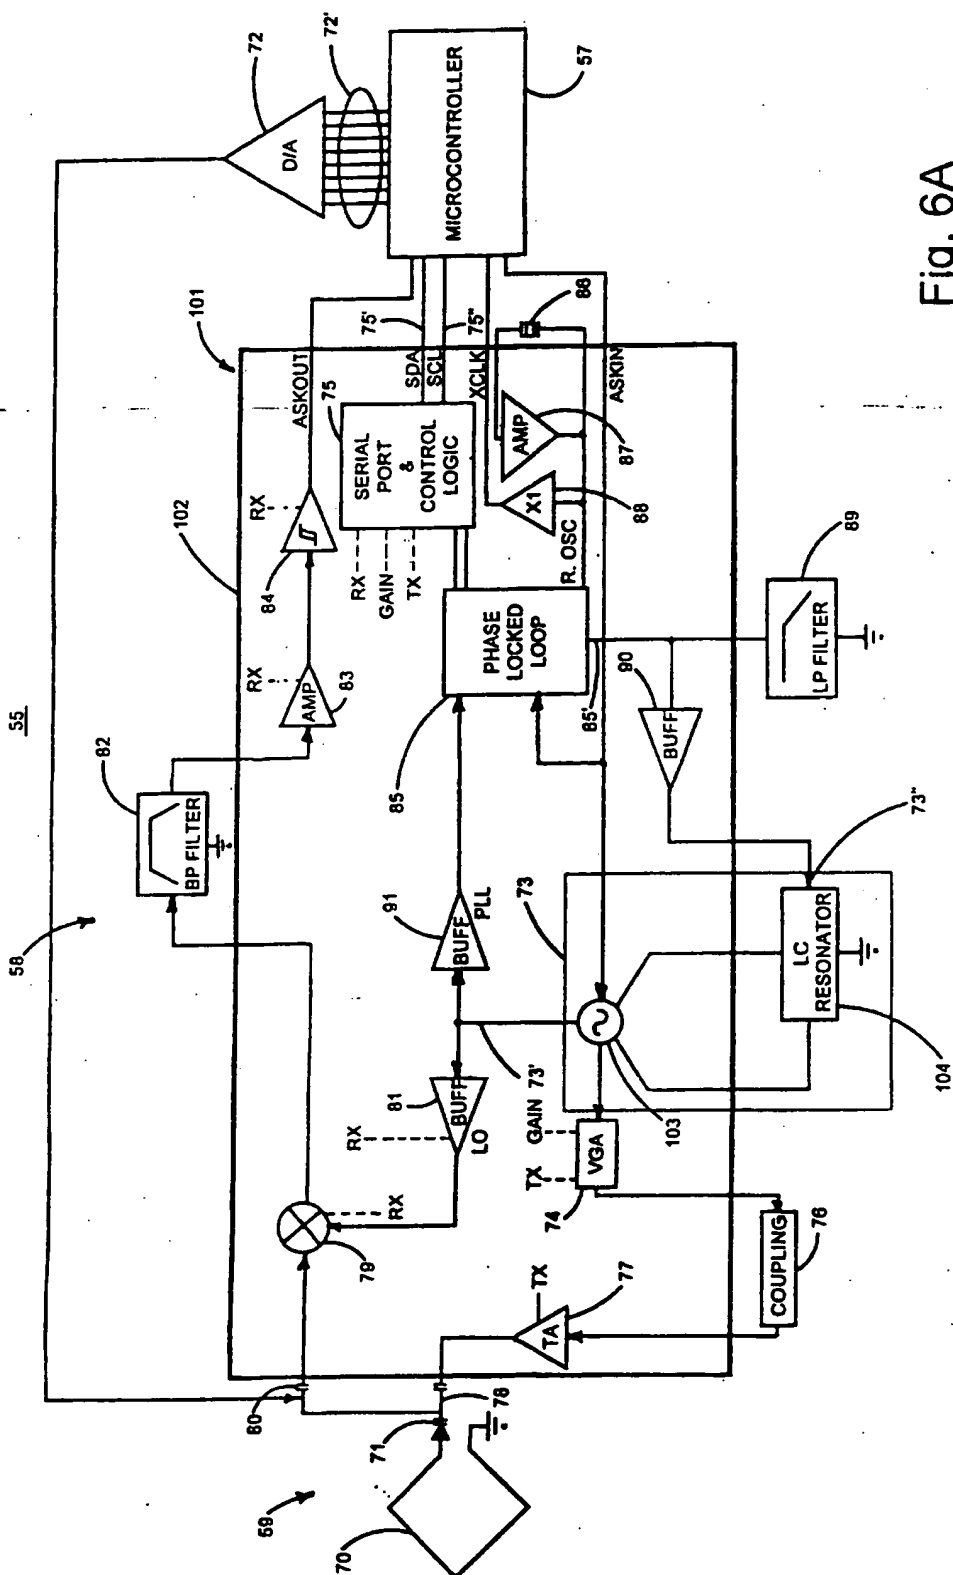 55
58
72
D/A
72'
MICROCONTROLLER
57
101
102
ASKOUT
RX
84
RX
AMP
83
82
BP FILTER
75'
SDA
SCL
75"
XCLK
75
SERIAL
PORT
&
CONTROL
LOGIC
RX
GAIN
TX
86
AMP
87
X1
88
R. OSC
ASKIN
PHASE
LOCKED
LOOP
85
85'
90
BUFF
89
LP FILTER
91
BUFF
PLL
73
73'
73"
LC
RESONATOR
104
103
81
BUFF
LO
RX
RX
79
GAIN
TX
VGA
74
76
COUPLING
TX
TA
77
80
78
71
59
70
Fig. 6A